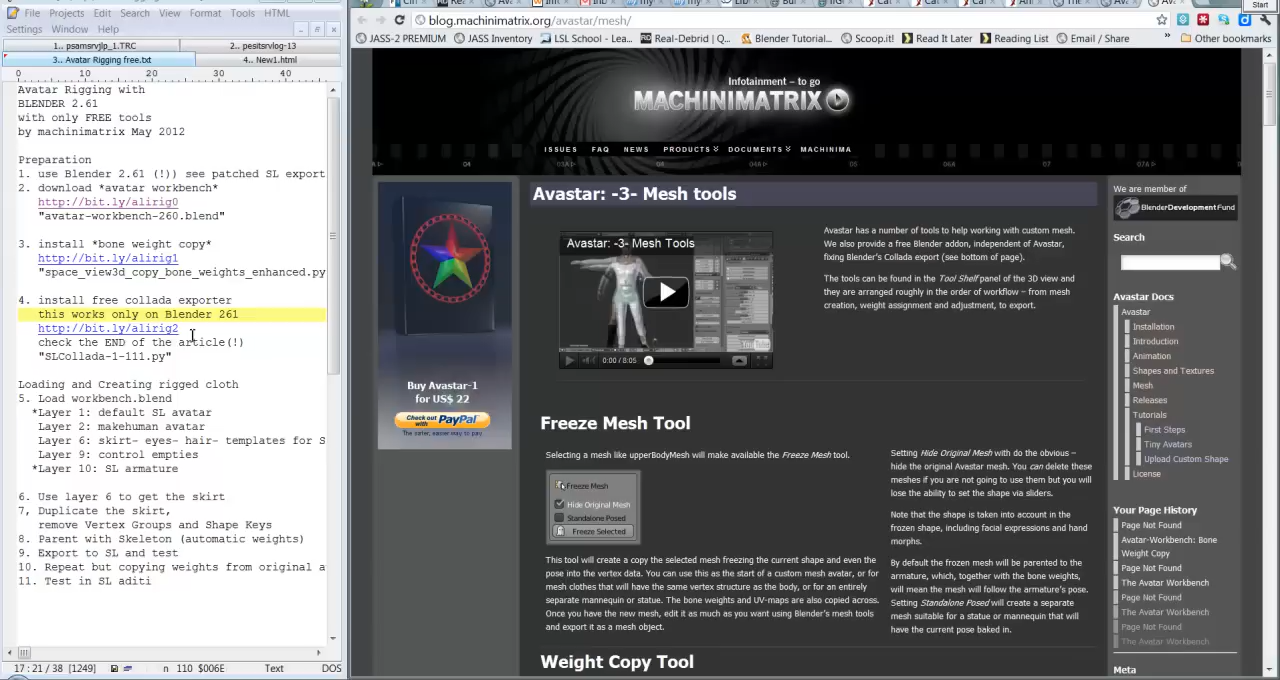 File Projects Edit Search View Format Tools HTML
Settings Window Help
1.. psamsrvjlp_1.TRC 2.. pesitsrvlog-13
3.. Avatar Rigging free.txt 4.. New1.html
0 10 20 30 40
Avatar Rigging with
BLENDER 2.61
with only FREE tools
by machinimatrix May 2012
Preparation
1. use Blender 2.61 (!)) see patched SL export
2. download *avatar workbench*
http://bit.ly/alirig0
"avatar-workbench-260.blend"
3. install *bone weight copy*
http://bit.ly/alirig1
"space_view3d_copy_bone_weights_enhanced.py
4. install free collada exporter
this works only on Blender 261
http://bit.ly/alirig2
check the END of the article(!)
"SLCollada-1-111.py"
Loading and Creating rigged cloth
5. Load workbench.blend
*Layer 1: default SL avatar
Layer 2: makehuman avatar
Layer 6: skirt- eyes- hair- templates for S
Layer 9: control empties
*Layer 10: SL armature
6. Use layer 6 to get the skirt
7, Duplicate the skirt,
remove Vertex Groups and Shape Keys
8. Parent with Skeleton (automatic weights)
9. Export to SL and test
10. Repeat but copying weights from original a
11. Test in SL aditi
17 : 21 / 38 [1249] n 110 $006E Text DOS
Start
blog.machinimatrix.org/avastar/mesh/
JASS-2 PREMIUM JASS Inventory LSL School - Lea... Real-Debrid | Q... Blender Tutorial... Scoop.it! Read It Later Reading List Email / Share » Other bookmarks
Infotainment – to go
MACHINIMATRIX
ISSUES FAQ NEWS PRODUCTS DOCUMENTS MACHINIMA
Buy Avastar-1
for US$ 22
Check out with PayPal
The safer, easier way to pay
Avastar: -3- Mesh tools
Avastar: -3- Mesh Tools
0:00 / 8:05
Avastar has a number of tools to help working with custom mesh.
We also provide a free Blender addon, independent of Avastar,
fixing Blender's Collada export (see bottom of page).
The tools can be found in the Tool Shelf panel of the 3D view and
they are arranged roughly in the order of workflow – from mesh
creation, weight assignment and adjustment, to export.
Freeze Mesh Tool
Selecting a mesh like upperBodyMesh will make available the Freeze Mesh tool.
Freeze Mesh
Hide Original Mesh
Standalone Posed
Freeze Selected
This tool will create a copy the selected mesh freezing the current shape and even the
pose into the vertex data. You can use this as the start of a custom mesh avatar, or for
mesh clothes that will have the same vertex structure as the body, or for an entirely
separate mannequin or statue. The bone weights and UV-maps are also copied across.
Once you have the new mesh, edit it as much as you want using Blender's mesh tools
and export it as a mesh object.
Setting Hide Original Mesh with do the obvious –
hide the original Avastar mesh. You can delete these
meshes if you are not going to use them but you will
lose the ability to set the shape via sliders.
Note that the shape is taken into account in the
frozen shape, including facial expressions and hand
morphs.
By default the frozen mesh will be parented to
the armature, which, together with the bone weights,
will mean the mesh will follow the armature's pose.
Setting Standalone Posed will create a separate
mesh suitable for a statue or mannequin that will
have the current pose baked in.
Weight Copy Tool
We are member of
BlenderDevelopmentFund
Search
Avastar Docs
Avastar
Installation
Introduction
Animation
Shapes and Textures
Mesh
Releases
Tutorials
First Steps
Tiny Avatars
Upload Custom Shape
License
Your Page History
Page Not Found
Avatar-Workbench: Bone
Weight Copy
Page Not Found
The Avatar Workbench
Page Not Found
The Avatar Workbench
Page Not Found
The Avatar Workbench
Meta